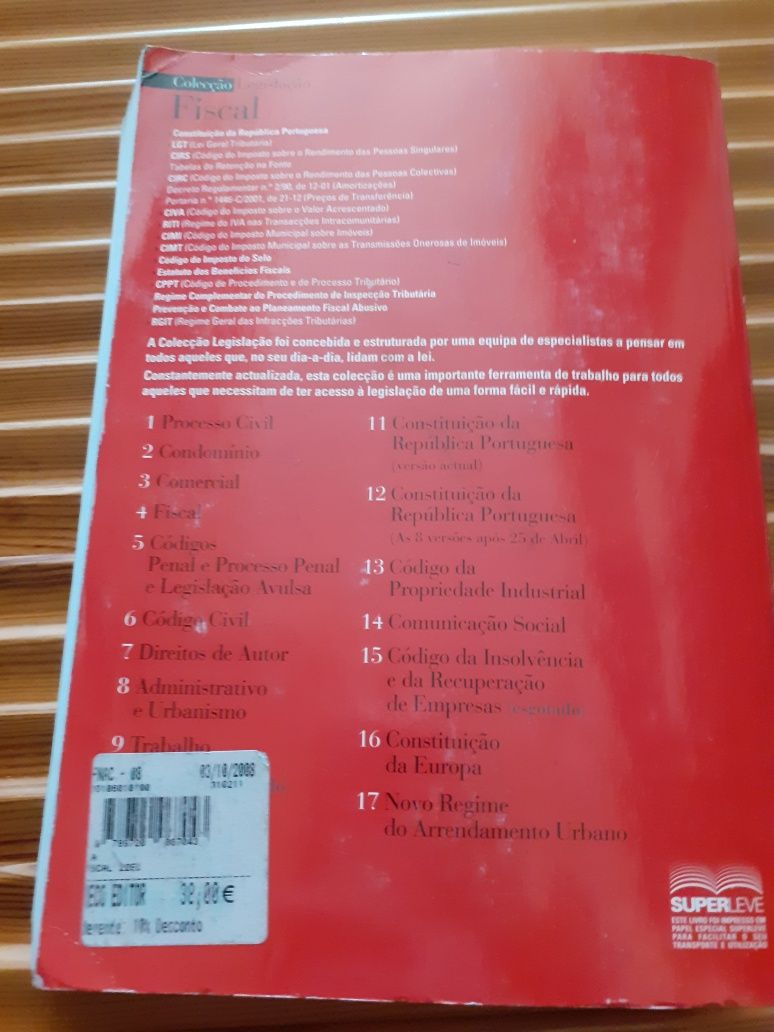 Colecção Legislação
Fiscal
Constituição da República Portuguesa
LGT (Lei Geral Tributária)
CIRS (Código do Imposto sobre o Rendimento das Pessoas Singulares)
Tabelas de Retenção na Fonte
CIRC (Código do Imposto sobre o Rendimento das Pessoas Colectivas)
Decreto Regulamentar n.º 2/90, de 12-01 (Amortizações)
Portaria n.º 1446-C/2001, de 21-12 (Preços de Transferência)
CIVA (Código do Imposto sobre o Valor Acrescentado)
RITI (Regime do IVA nas Transacções Intracomunitárias)
CIMI (Código do Imposto Municipal sobre Imóveis)
CIMT (Código do Imposto Municipal sobre as Transmissões Onerosas de Imóveis)
Código do Imposto do Selo
Estatuto dos Benefícios Fiscais
CPPT (Código de Procedimento e de Processo Tributário)
Regime Complementar do Procedimento de Inspecção Tributária
Prevenção e Combate ao Planeamento Fiscal Abusivo
RGIT (Regime Geral das Infracções Tributárias)
A Colecção Legislação foi concebida e estruturada por uma equipa de especialistas a pensar em
todos aqueles que, no seu dia-a-dia, lidam com a lei.
Constantemente actualizada, esta colecção é uma importante ferramenta de trabalho para todos
aqueles que necessitam de ter acesso à legislação de uma forma fácil e rápida.
1 Processo Civil
2 Condomínio
3 Comercial
4 Fiscal
5 Códigos
Penal e Processo Penal
e Legislação Avulsa
6 Código Civil
7 Direitos de Autor
8 Administrativo
e Urbanismo
9 Trabalho
11 Constituição da
República Portuguesa
(versão actual)
12 Constituição da
República Portuguesa
(As 8 versões após 25 de Abril)
13 Código da
Propriedade Industrial
14 Comunicação Social
15 Código da Insolvência
e da Recuperação
de Empresas (esgotado)
16 Constituição
da Europa
17 Novo Regime
do Arrendamento Urbano
FNAC - 08 03/10/2008
316211
9 789720 067043
A
ISCAL 2ªED
EDITOR 38,00 €
derente: 10% Desconto
SUPERLEVE
ESTE LIVRO FOI IMPRESSO EM
PAPEL ESPECIAL SUPERLEVE
PARA FACILITAR O SEU
TRANSPORTE E UTILIZAÇÃO